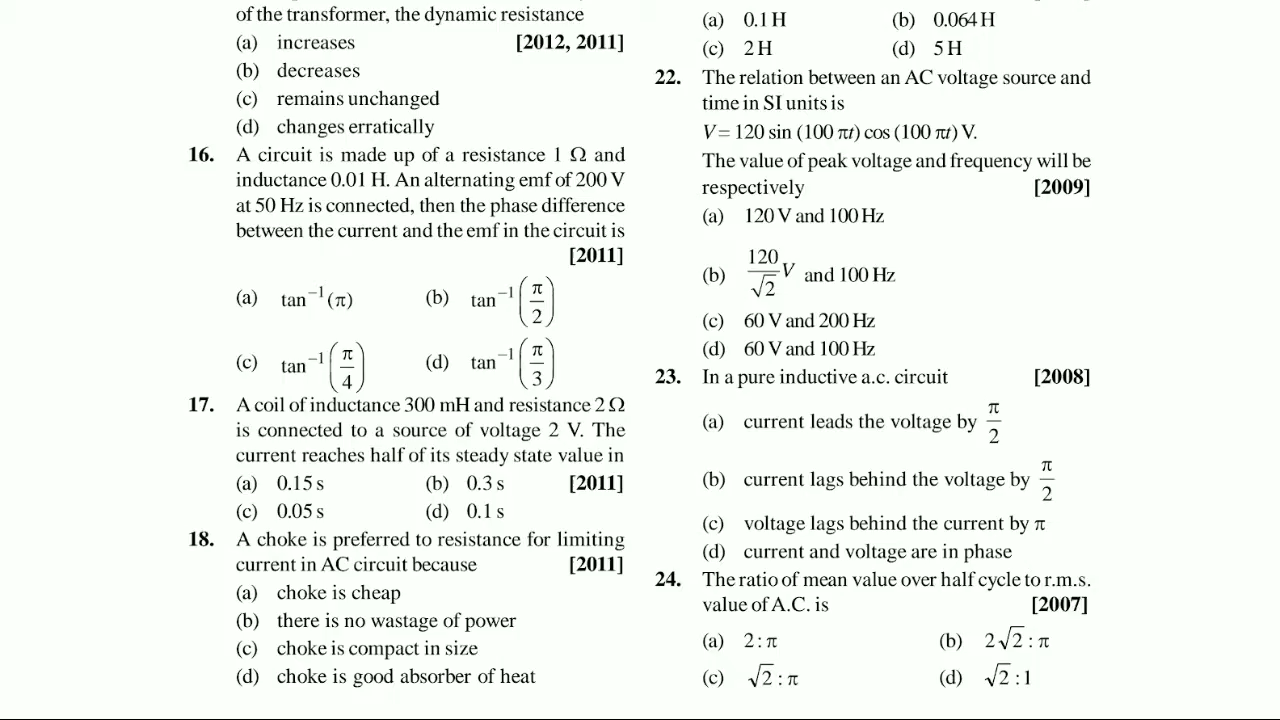 of the transformer, the dynamic resistance
(a) increases [2012, 2011]
(b) decreases
(c) remains unchanged
(d) changes erratically
16. A circuit is made up of a resistance 1 Ω and
inductance 0.01 H. An alternating emf of 200 V
at 50 Hz is connected, then the phase difference
between the current and the emf in the circuit is
[2011]
(a) tan⁻¹(π) (b) tan⁻¹(π/2)
(c) tan⁻¹(π/4) (d) tan⁻¹(π/3)
17. A coil of inductance 300 mH and resistance 2 Ω
is connected to a source of voltage 2 V. The
current reaches half of its steady state value in
(a) 0.15 s (b) 0.3 s [2011]
(c) 0.05 s (d) 0.1 s
18. A choke is preferred to resistance for limiting
current in AC circuit because [2011]
(a) choke is cheap
(b) there is no wastage of power
(c) choke is compact in size
(d) choke is good absorber of heat
(a) 0.1 H (b) 0.064 H
(c) 2 H (d) 5 H
22. The relation between an AC voltage source and
time in SI units is
V = 120 sin (100 πt) cos (100 πt) V.
The value of peak voltage and frequency will be
respectively [2009]
(a) 120 V and 100 Hz
(b) 120/√2 V and 100 Hz
(c) 60 V and 200 Hz
(d) 60 V and 100 Hz
23. In a pure inductive a.c. circuit [2008]
(a) current leads the voltage by π/2
(b) current lags behind the voltage by π/2
(c) voltage lags behind the current by π
(d) current and voltage are in phase
24. The ratio of mean value over half cycle to r.m.s.
value of A.C. is [2007]
(a) 2 : π (b) 2√2 : π
(c) √2 : π (d) √2 : 1